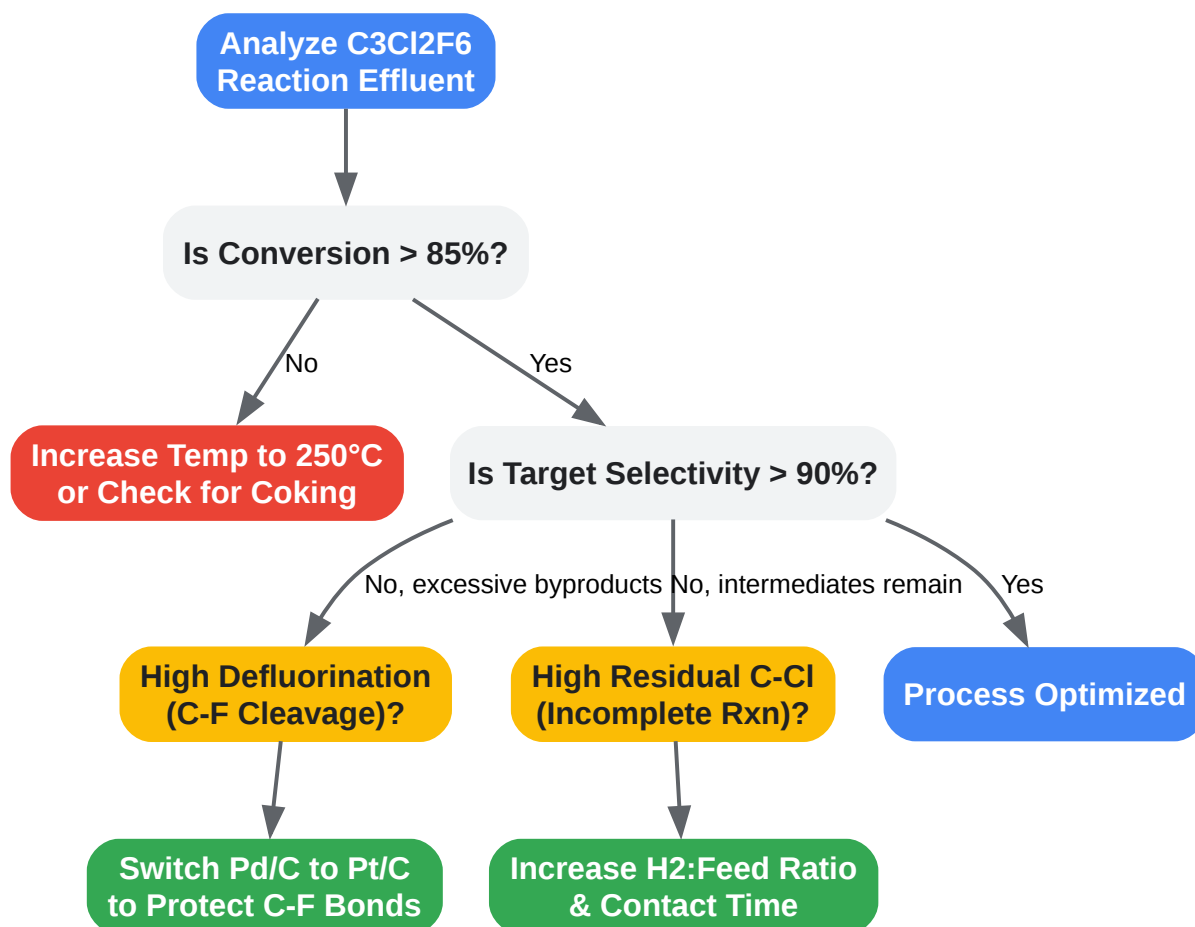 Analyze C3Cl2F6
Reaction Effluent
Is Conversion > 85%?
No
Yes
Increase Temp to 250°C
or Check for Coking
Is Target Selectivity > 90%?
No, excessive byproducts
No, intermediates remain
Yes
High Defluorination
(C-F Cleavage)?
High Residual C-Cl
(Incomplete Rxn)?
Process Optimized
Switch Pd/C to Pt/C
to Protect C-F Bonds
Increase H2:Feed Ratio
& Contact Time